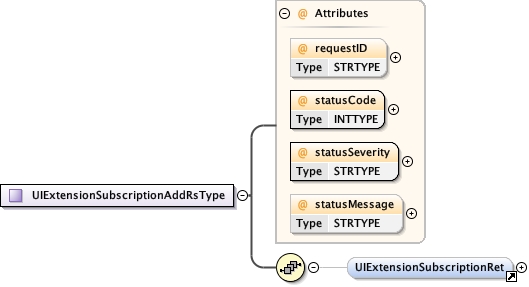 @ Attributes
@ requestID
Type STRTYPE
@ statusCode
Type INTTYPE
@ statusSeverity
Type STRTYPE
UIExtensionSubscriptionAddRsType
@ statusMessage
Type STRTYPE
UIExtensionSubscriptionRet